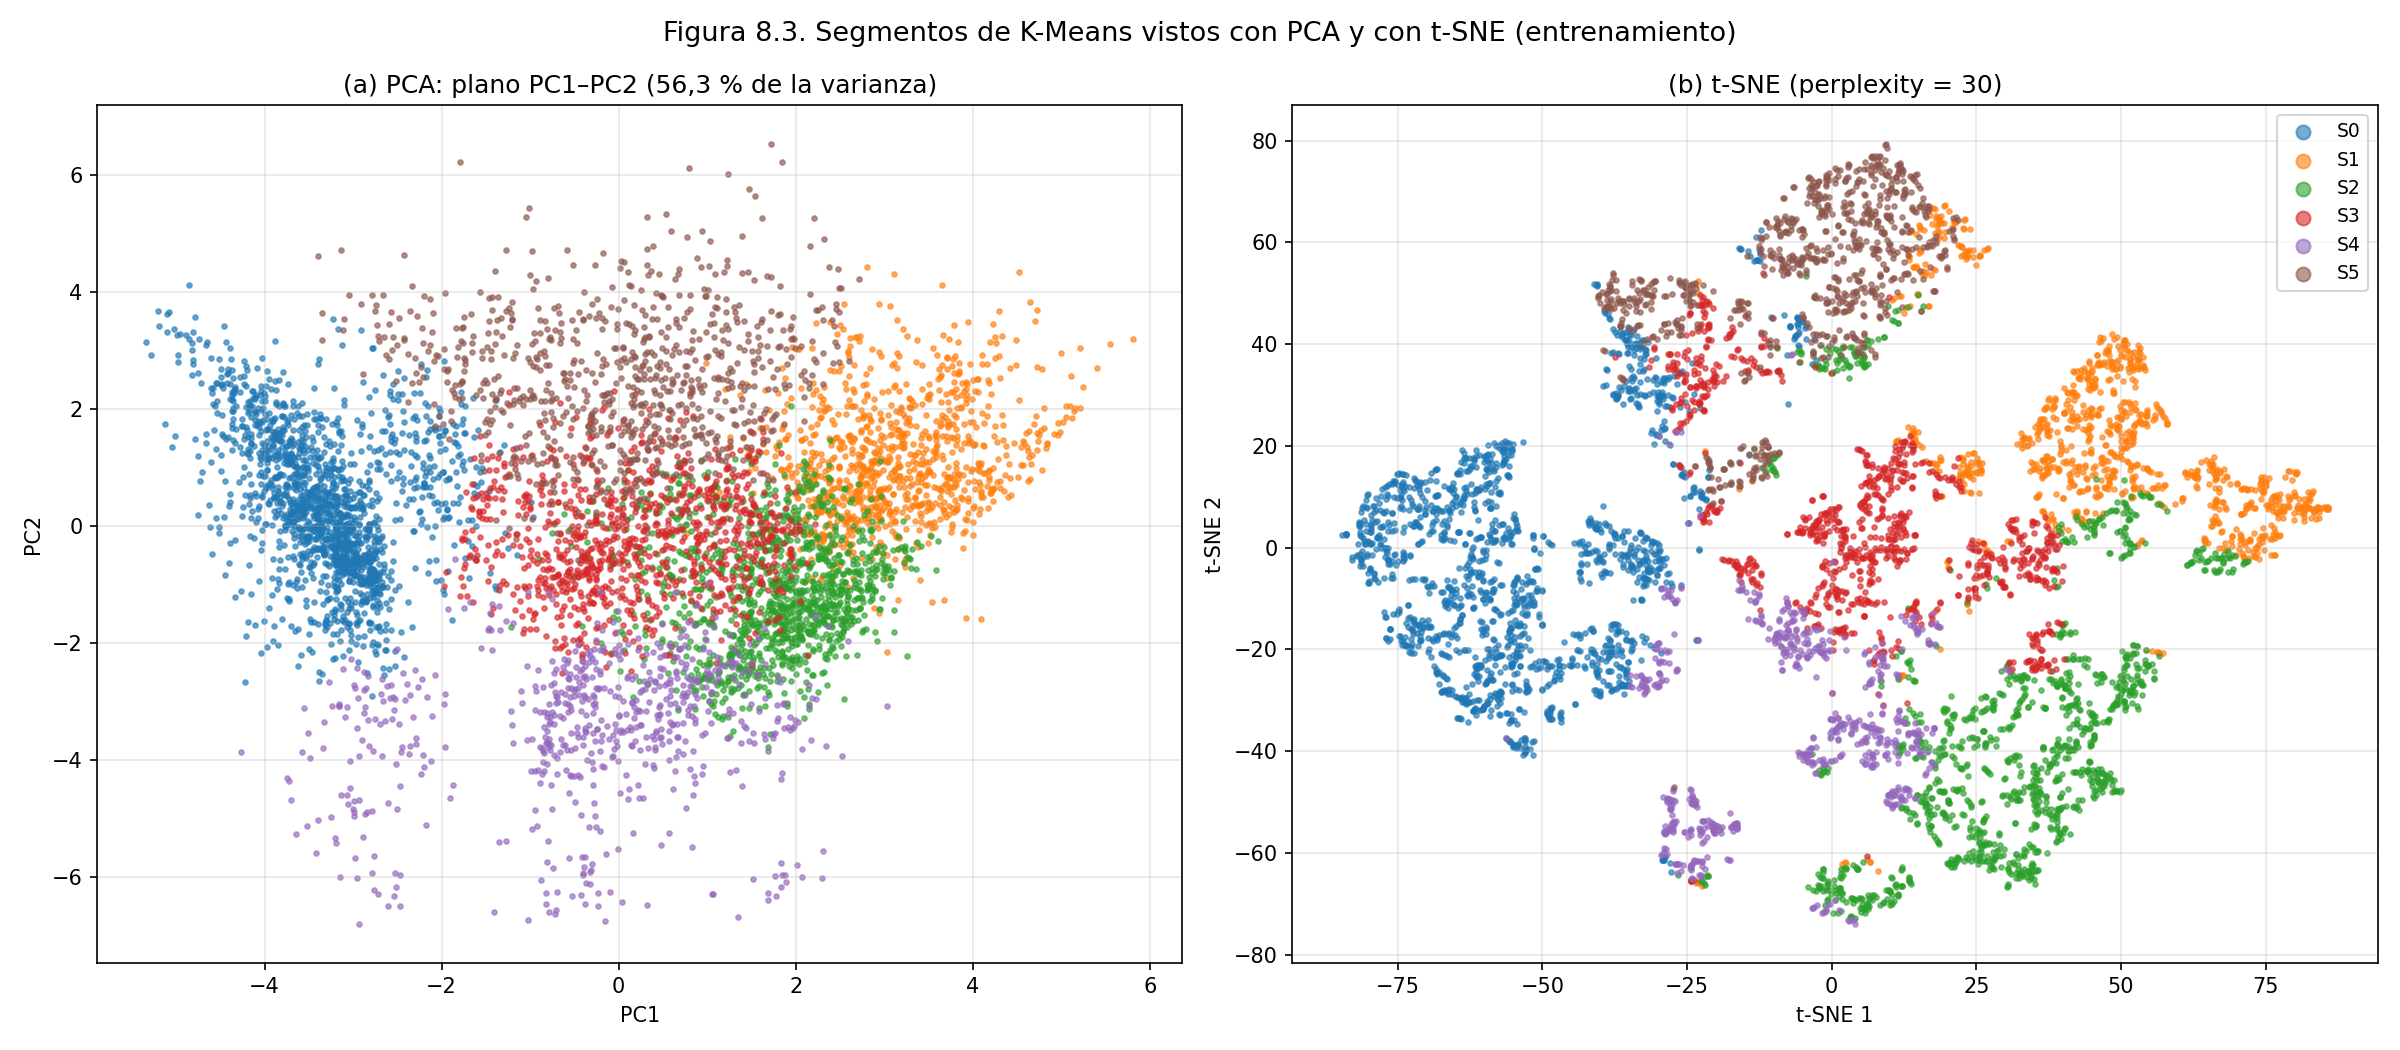 Figura 8.3. Segmentos de K-Means vistos con PCA y con t-SNE (entrenamiento)
(a) PCA: plano PC1–PC2 (56,3 % de la varianza)
6
4
2
0
−2
−4
−6
PC2
−4
−2
0
2
4
6
PC1
(b) t-SNE (perplexity = 30)
80
60
40
20
0
−20
−40
−60
−80
t-SNE 2
−75
−50
−25
0
25
50
75
t-SNE 1
S0
S1
S2
S3
S4
S5